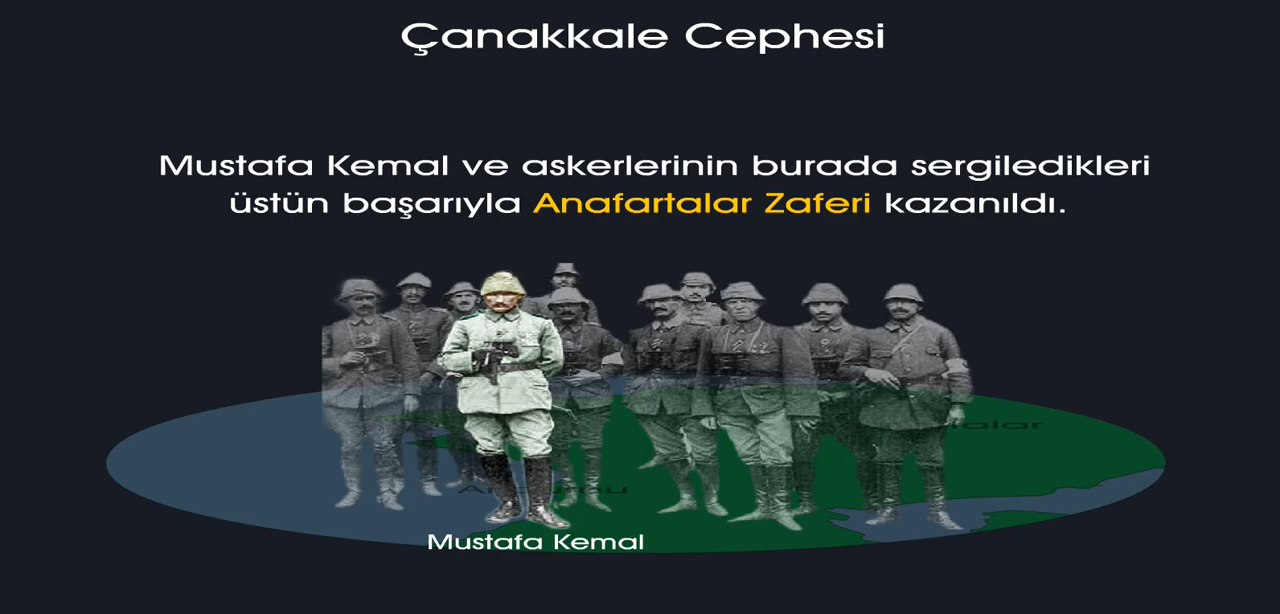 Çanakkale Cephesi
Mustafa Kemal ve askerlerinin burada sergiledikleri
üstün başarıyla Anafartalar Zaferi kazanıldı.
Mustafa Kemal